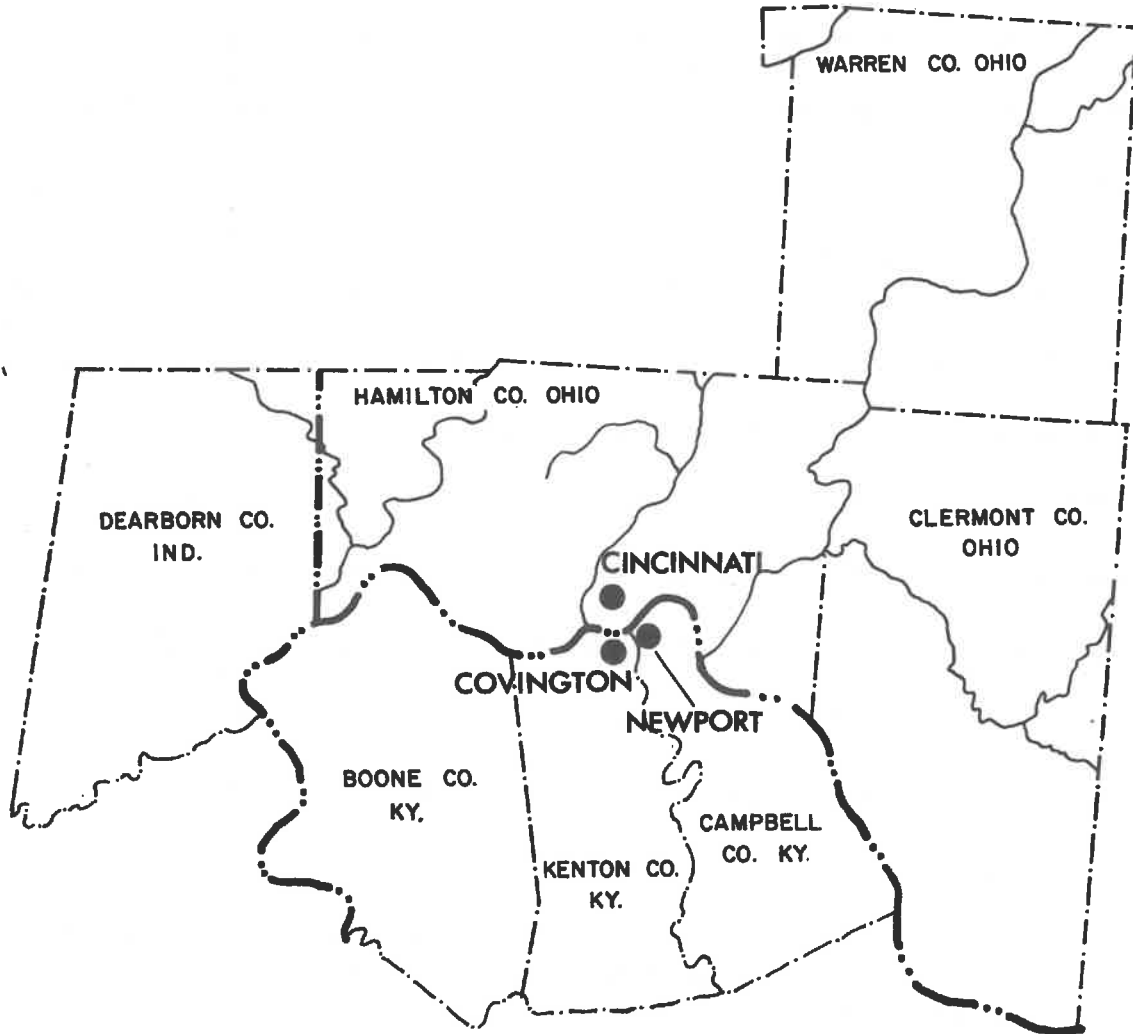 WARREN CO. OHIO
HAMILTON CO. OHIO
DEARBORN CO.
IND.
CLERMONT CO.
OHIO
CINCINNATI
COVINGTON
NEWPORT
BOONE CO.
KY.
CAMPBELL
CO. KY.
KENTON CO.
KY.